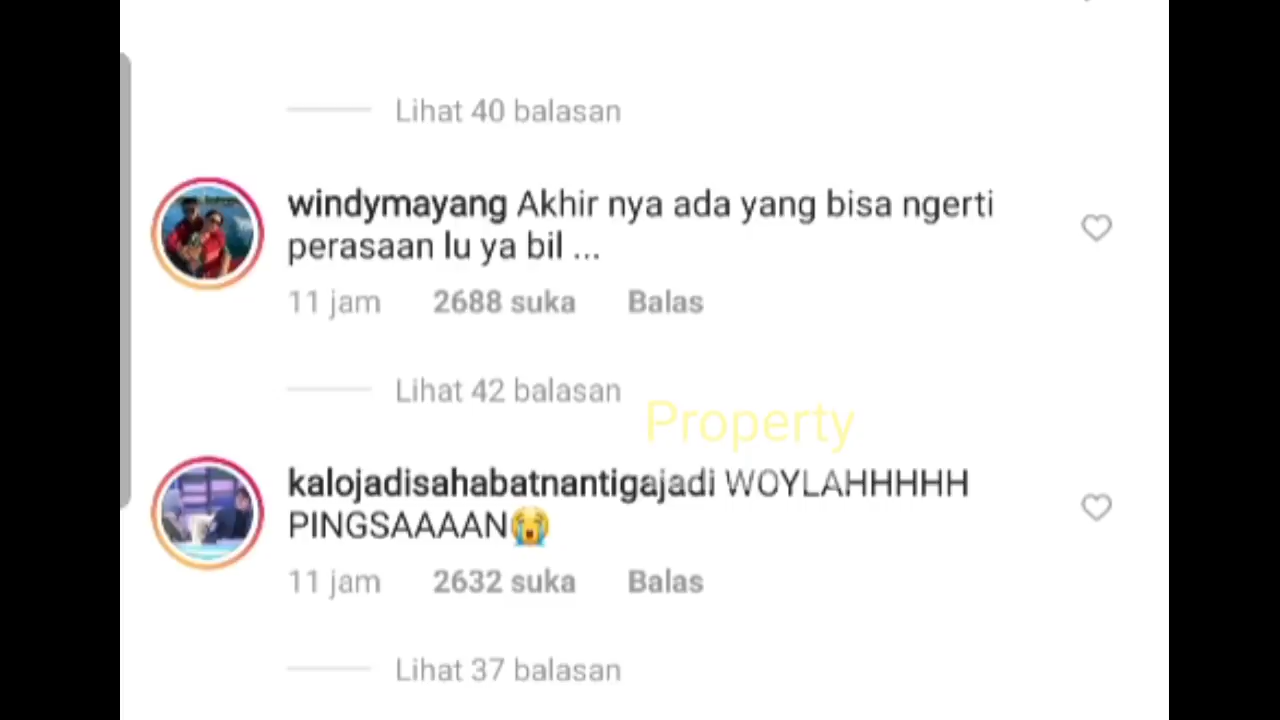 Lihat 40 balasan
windymayang Akhir nya ada yang bisa ngerti
perasaan lu ya bil ...
11 jam 2688 suka Balas
Lihat 42 balasan
Property
kalojadisahabatnantigajadi WOYLAHHHHH
PINGSAAAAN😭
11 jam 2632 suka Balas
Lihat 37 balasan